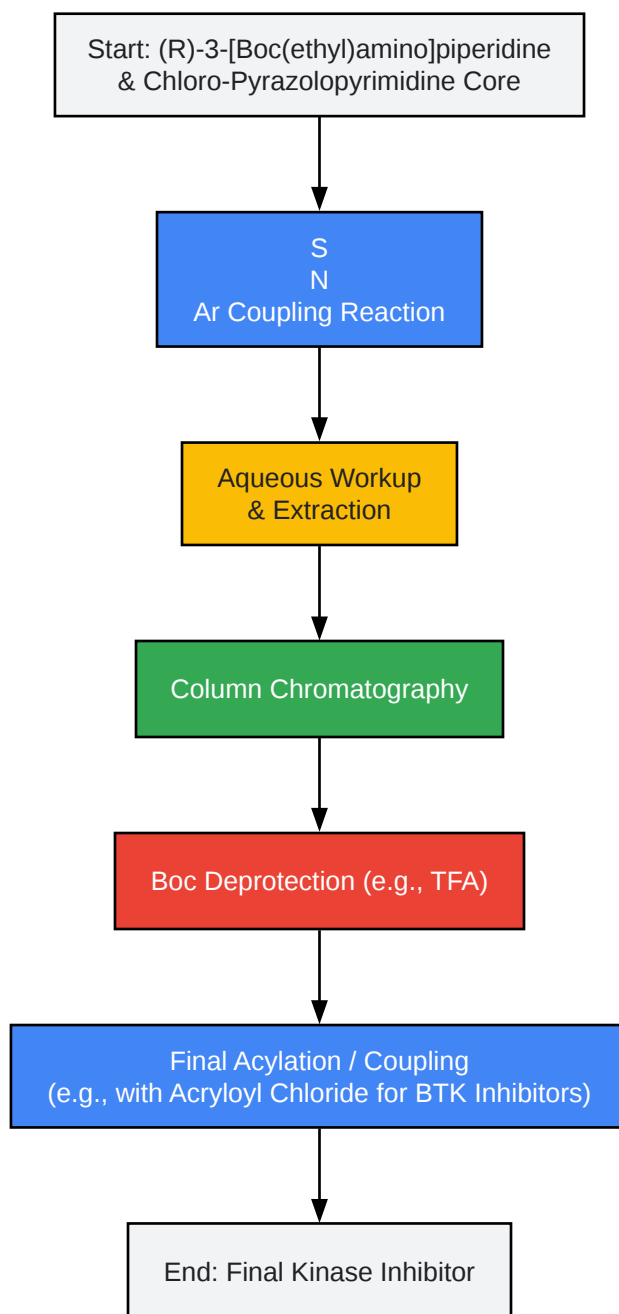 Start: (R)-3-[Boc(ethyl)amino]piperidine
& Chloro-Pyrazolopyrimidine Core
S
N
Ar Coupling Reaction
Aqueous Workup
& Extraction
Column Chromatography
Boc Deprotection (e.g., TFA)
Final Acylation / Coupling
(e.g., with Acryloyl Chloride for BTK Inhibitors)
End: Final Kinase Inhibitor